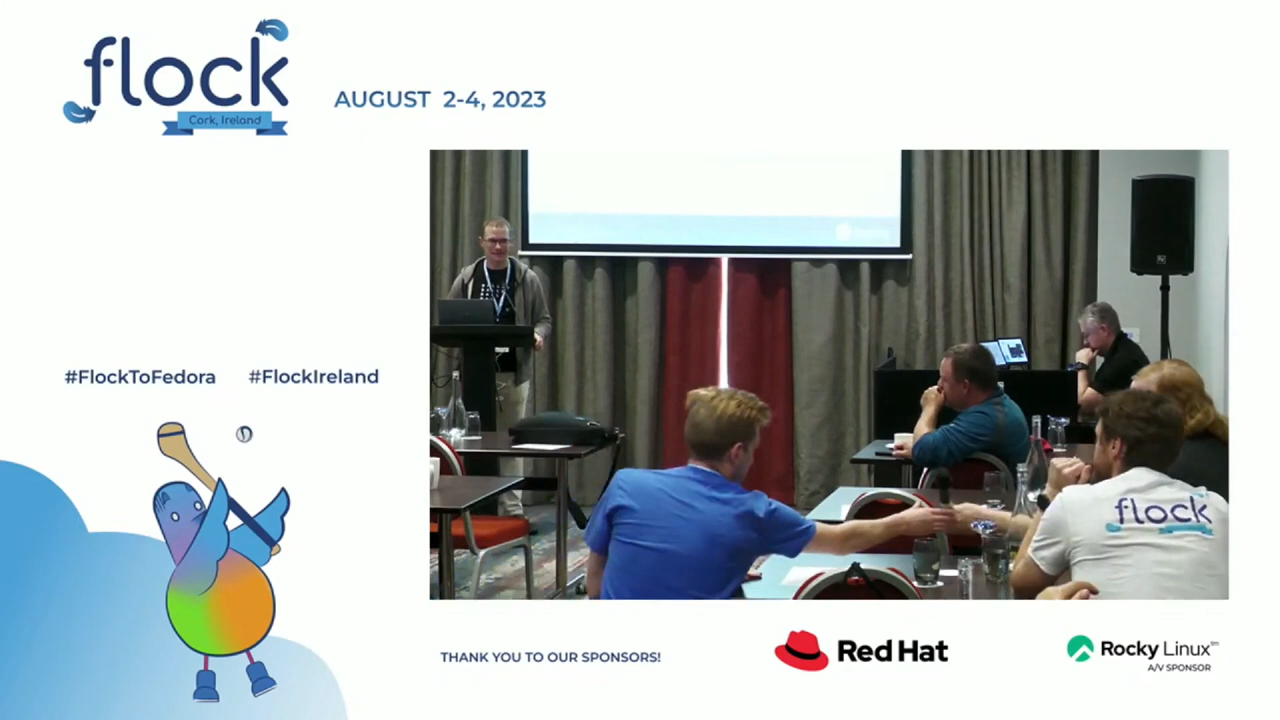 flock
Cork, Ireland
AUGUST 2-4, 2023
#FlockToFedora #FlockIreland
flock
THANK YOU TO OUR SPONSORS!
Red Hat
Rocky Linux™
A/V SPONSOR